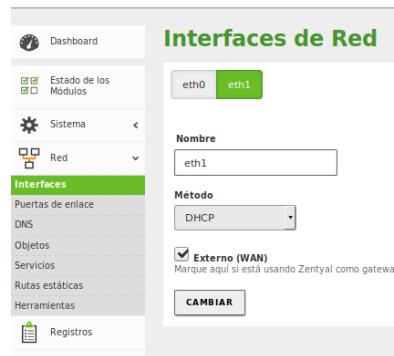 Dashboard
Estado de los
Módulos
Sistema
Red
Interfaces
Puertas de enlace
DNS
Objetos
Servicios
Rutas estáticas
Herramientas
Registros
Interfaces de Red
eth0 eth1
Nombre
eth1
Método
DHCP
Externo (WAN)
Marque aquí si está usando Zentyal como gatewa
CAMBIAR